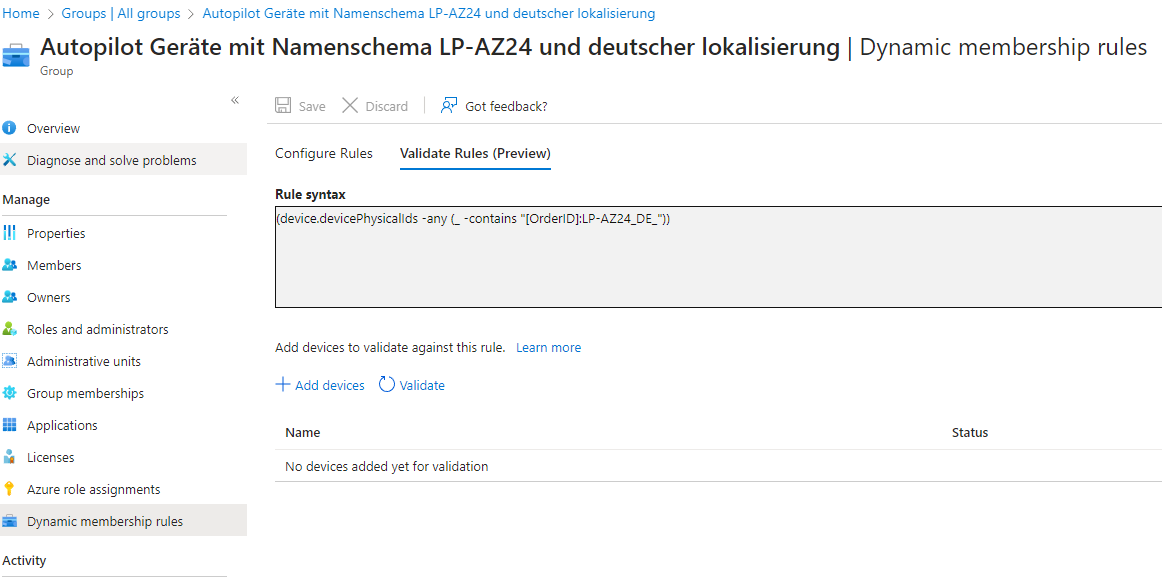 Home > Groups | All groups > Autopilot Geräte mit Namenschema LP-AZ24 und deutscher lokalisierung
Autopilot Geräte mit Namenschema LP-AZ24 und deutscher lokalisierung | Dynamic membership rules
Group
«
Save Discard Got feedback?
Overview
Diagnose and solve problems
Manage
Properties
Members
Owners
Roles and administrators
Administrative units
Group memberships
Applications
Licenses
Azure role assignments
Dynamic membership rules
Activity
Configure Rules Validate Rules (Preview)
Rule syntax
(device.devicePhysicalIds -any (_ -contains "[OrderID]:LP-AZ24_DE_"))
Add devices to validate against this rule. Learn more
Add devices Validate
Name Status
No devices added yet for validation